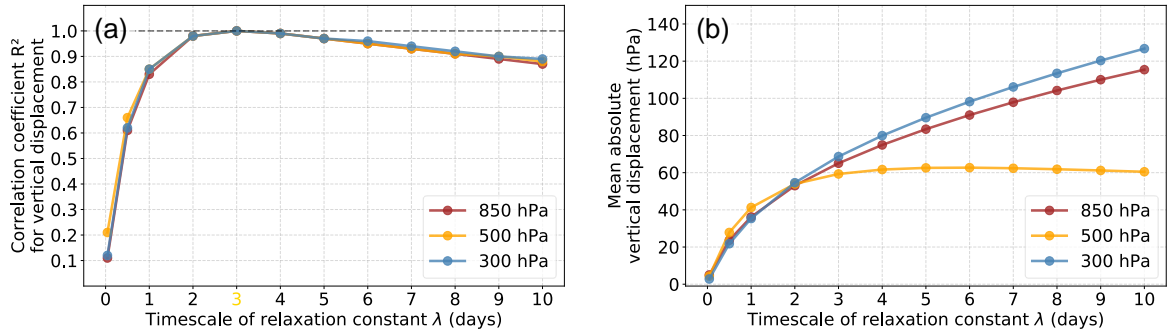 (a)
Correlation coefficient R²
for vertical displacement
1.0
0.9
0.8
0.7
0.6
0.5
0.4
0.3
0.2
0.1
850 hPa
500 hPa
300 hPa
0 1 2 3 4 5 6 7 8 9 10
Timescale of relaxation constant λ (days)
(b)
Mean absolute
vertical displacement (hPa)
140
120
100
80
60
40
20
0
850 hPa
500 hPa
300 hPa
0 1 2 3 4 5 6 7 8 9 10
Timescale of relaxation constant λ (days)